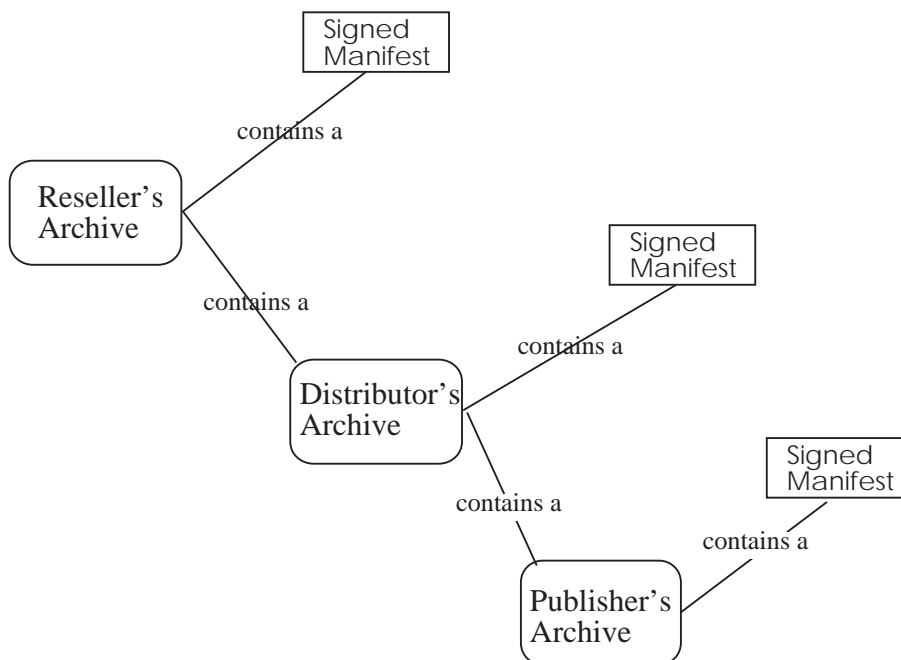 Signed
Manifest
contains a
Reseller’s
Archive
contains a
Signed
Manifest
contains a
Distributor’s
Archive
contains a
Signed
Manifest
contains a
Publisher’s
Archive